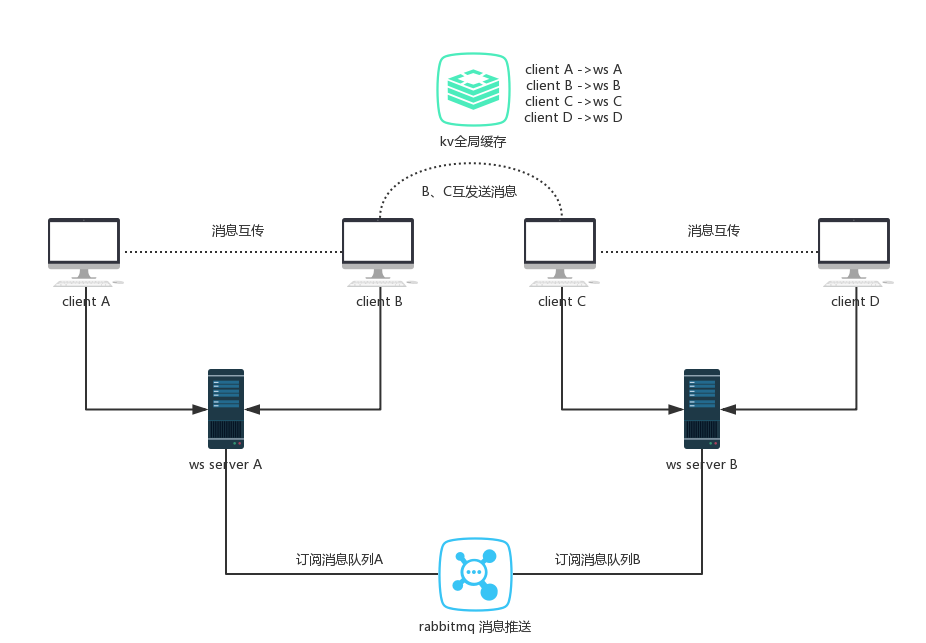 client A ->ws A
client B ->ws B
client C ->ws C
client D ->ws D
kv全局缓存
B、C互发送消息
消息互传
消息互传
client A
client B
client C
client D
ws server A
ws server B
订阅消息队列A
订阅消息队列B
rabbitmq 消息推送